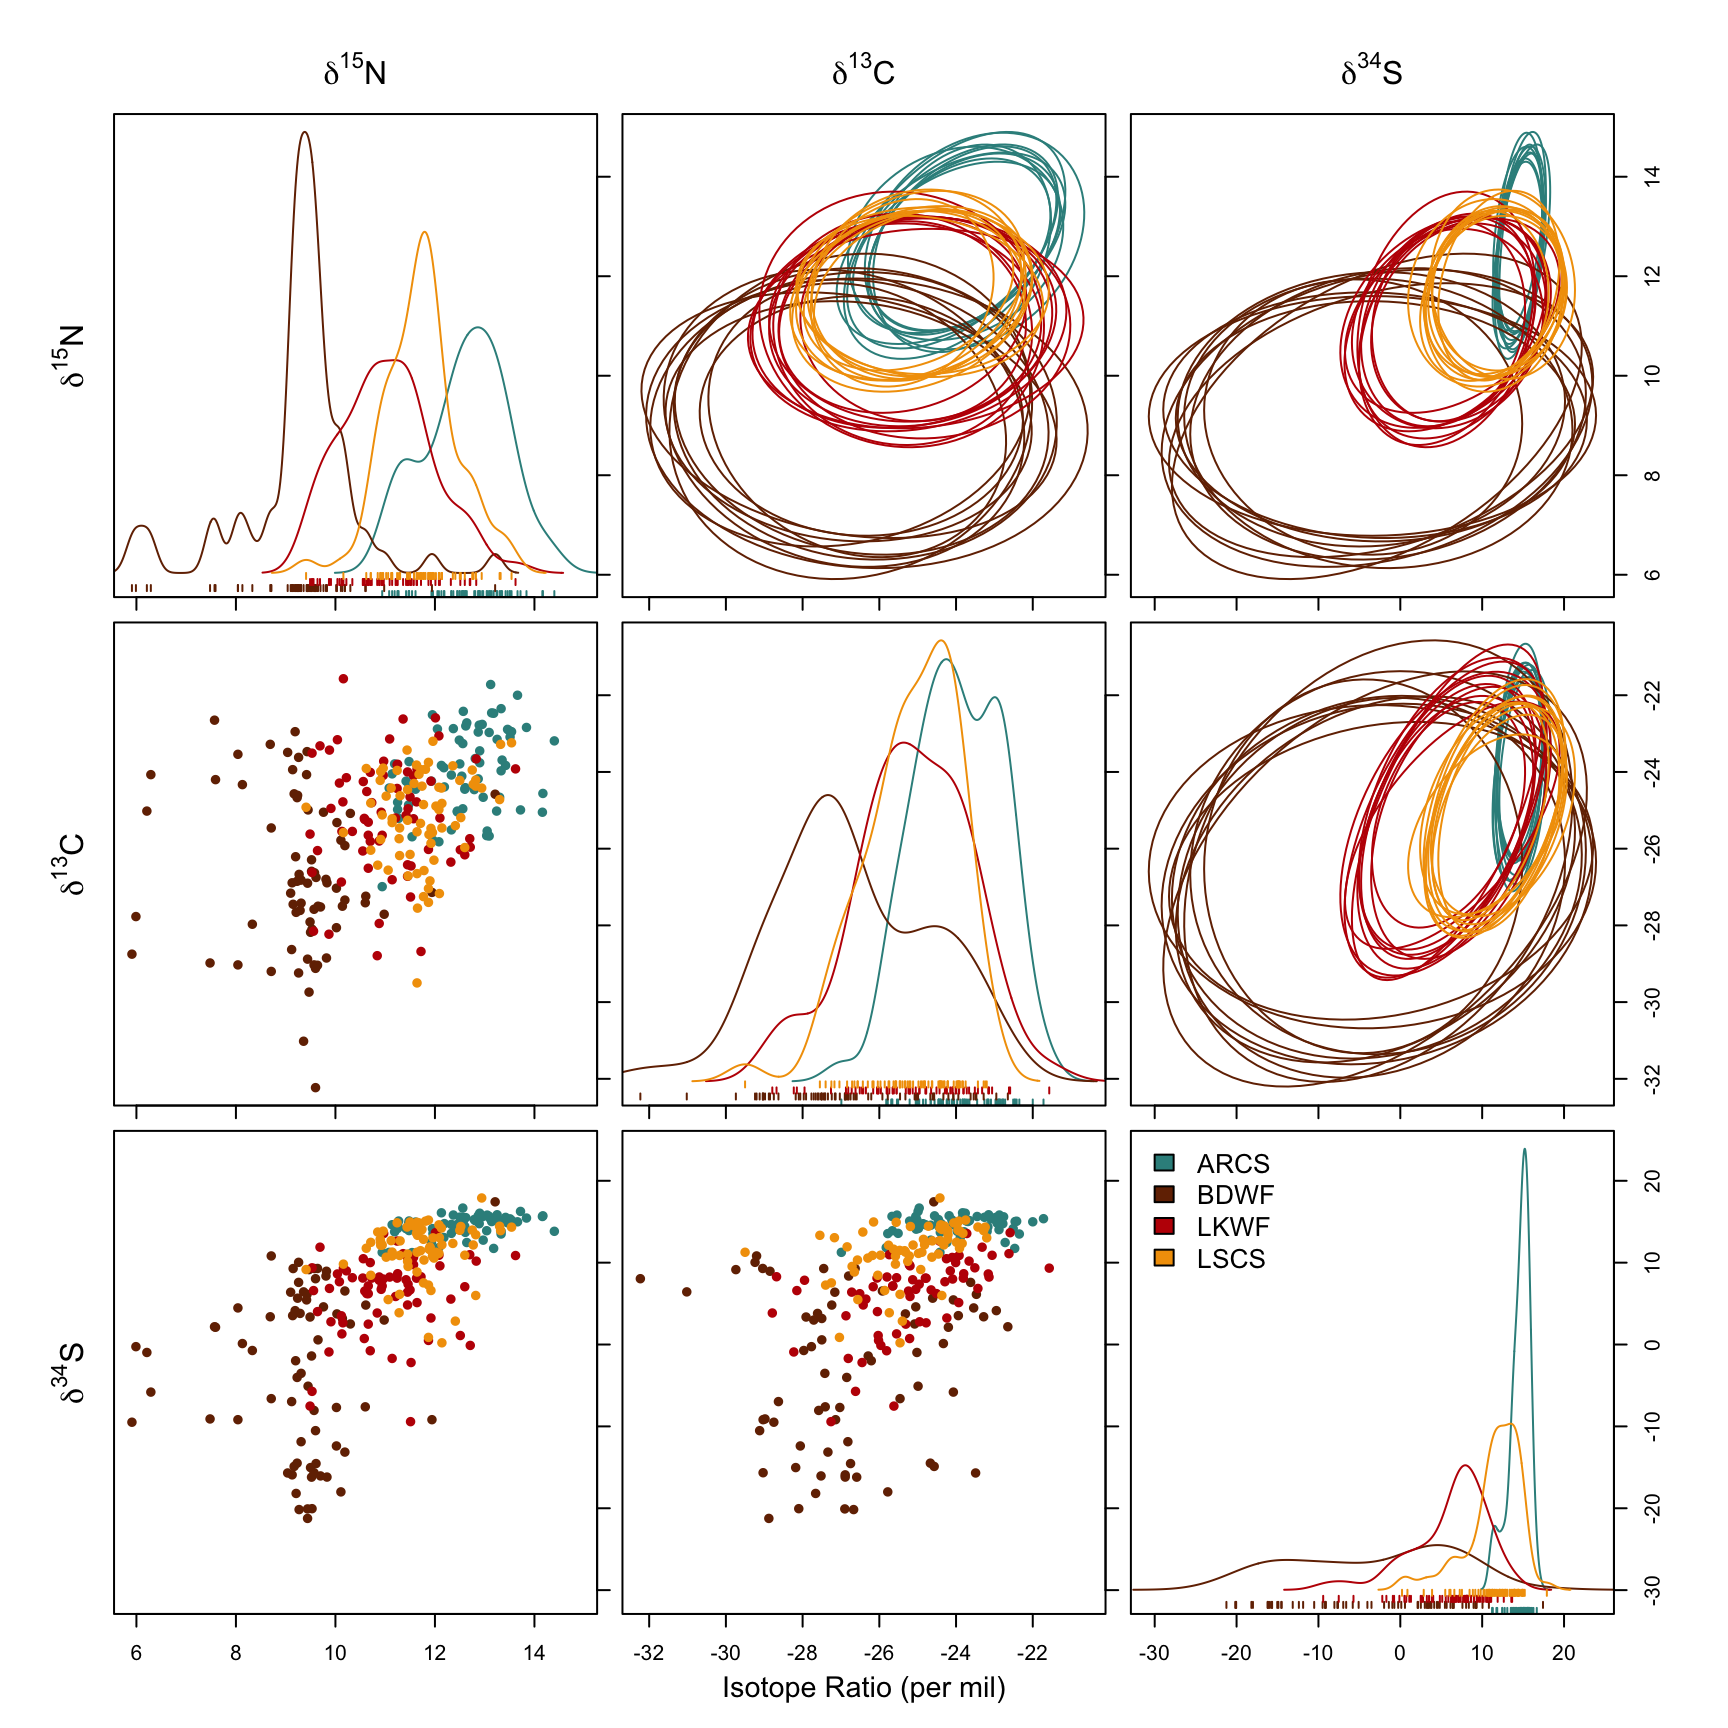 δ15N δ13C δ34S
δ15N
14
12
10
8
6
δ13C
-22
-24
-26
-28
-30
-32
δ34S
ARCS
BDWF
LKWF
LSCS
20
10
0
-10
-20
-30
6 8 10 12 14 -32 -30 -28 -26 -24 -22 -30 -20 -10 0 10 20
Isotope Ratio (per mil)